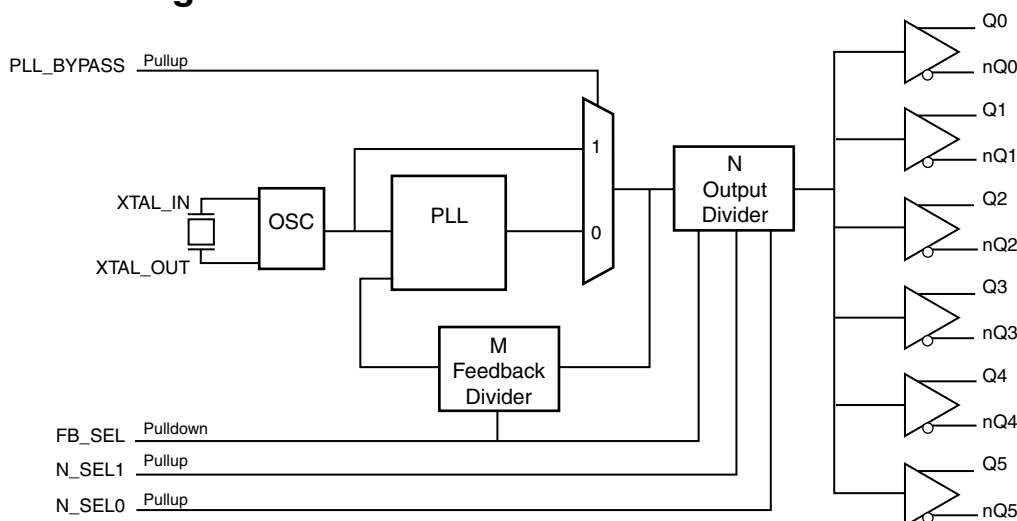 PLL_BYPASS Pullup
XTAL_IN
XTAL_OUT
OSC
PLL
1
0
M
Feedback
Divider
N
Output
Divider
FB_SEL Pulldown
N_SEL1 Pullup
N_SEL0 Pullup
Q0
nQ0
Q1
nQ1
Q2
nQ2
Q3
nQ3
Q4
nQ4
Q5
nQ5